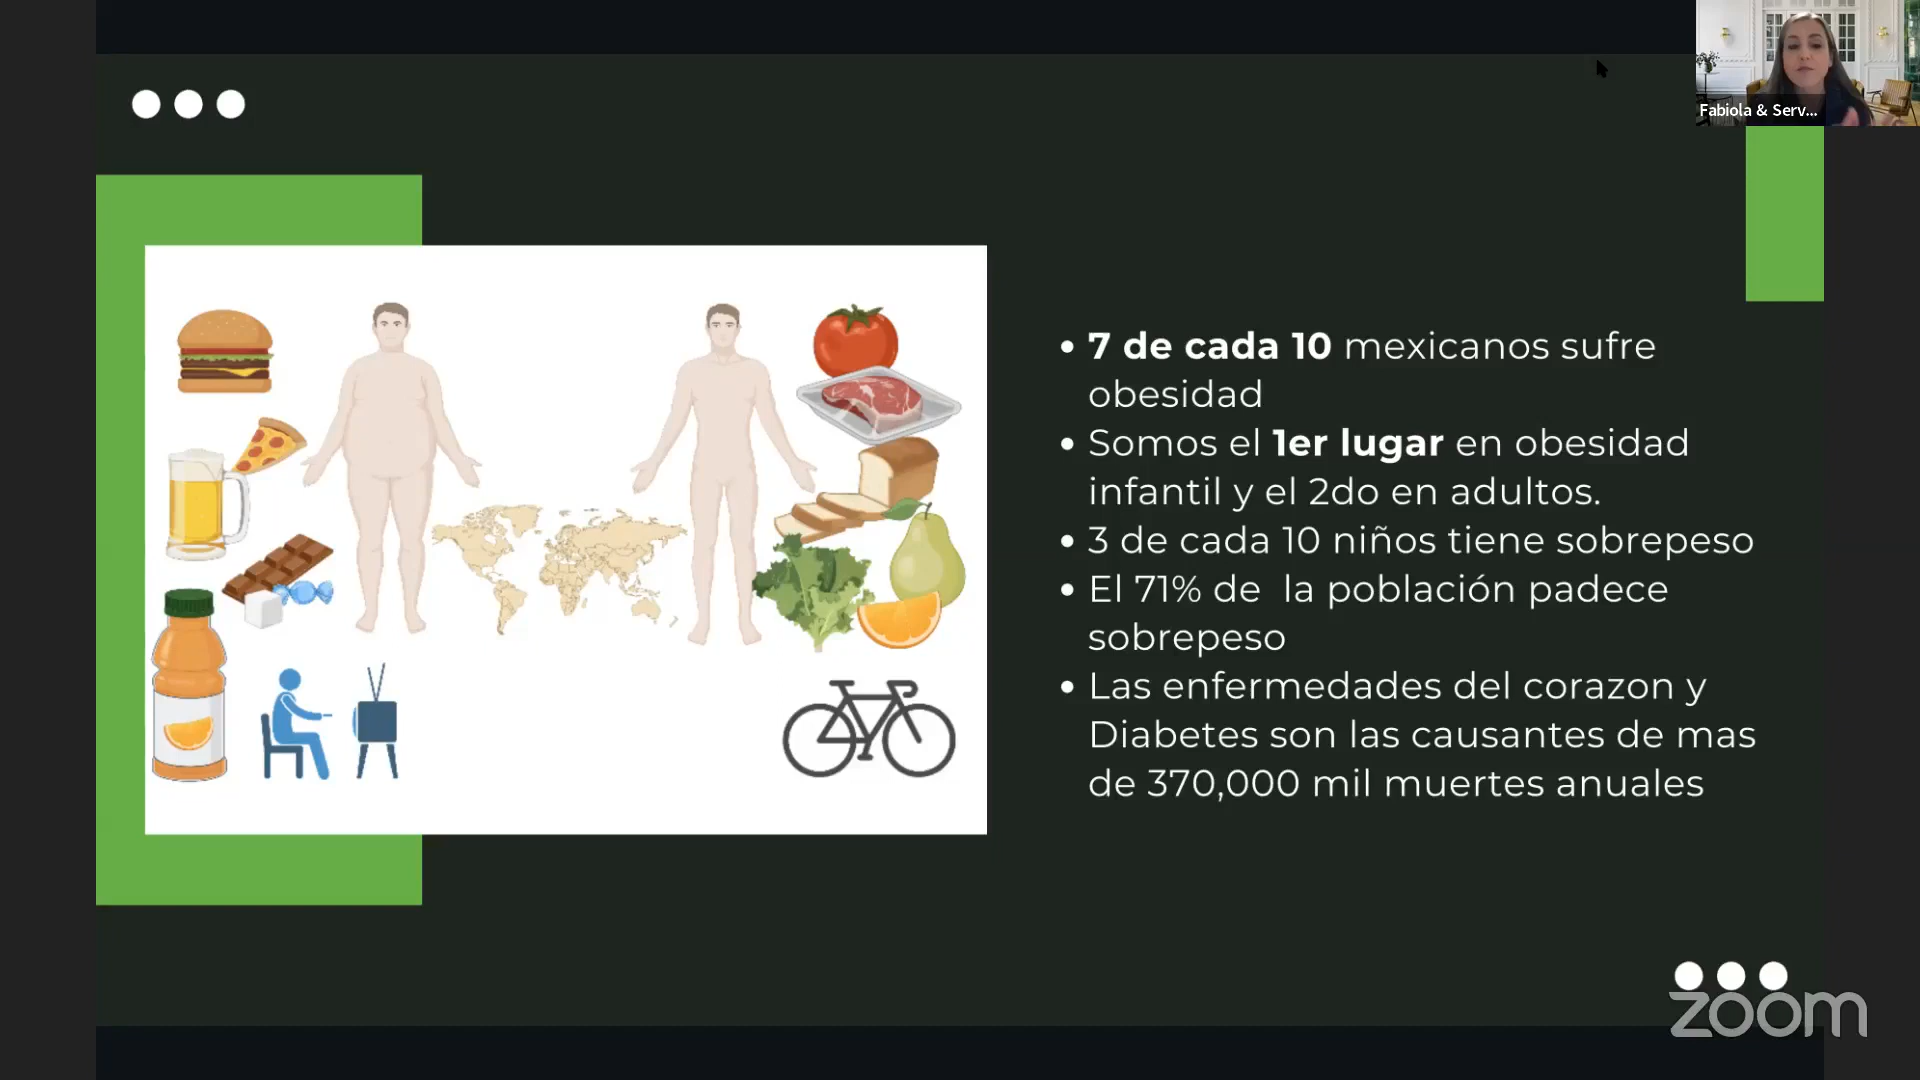 Fabiola & Serv...
• 7 de cada 10 mexicanos sufre
obesidad
• Somos el 1er lugar en obesidad
infantil y el 2do en adultos.
• 3 de cada 10 niños tiene sobrepeso
• El 71% de  la población padece
sobrepeso
• Las enfermedades del corazon y
Diabetes son las causantes de mas
de 370,000 mil muertes anuales
zoom